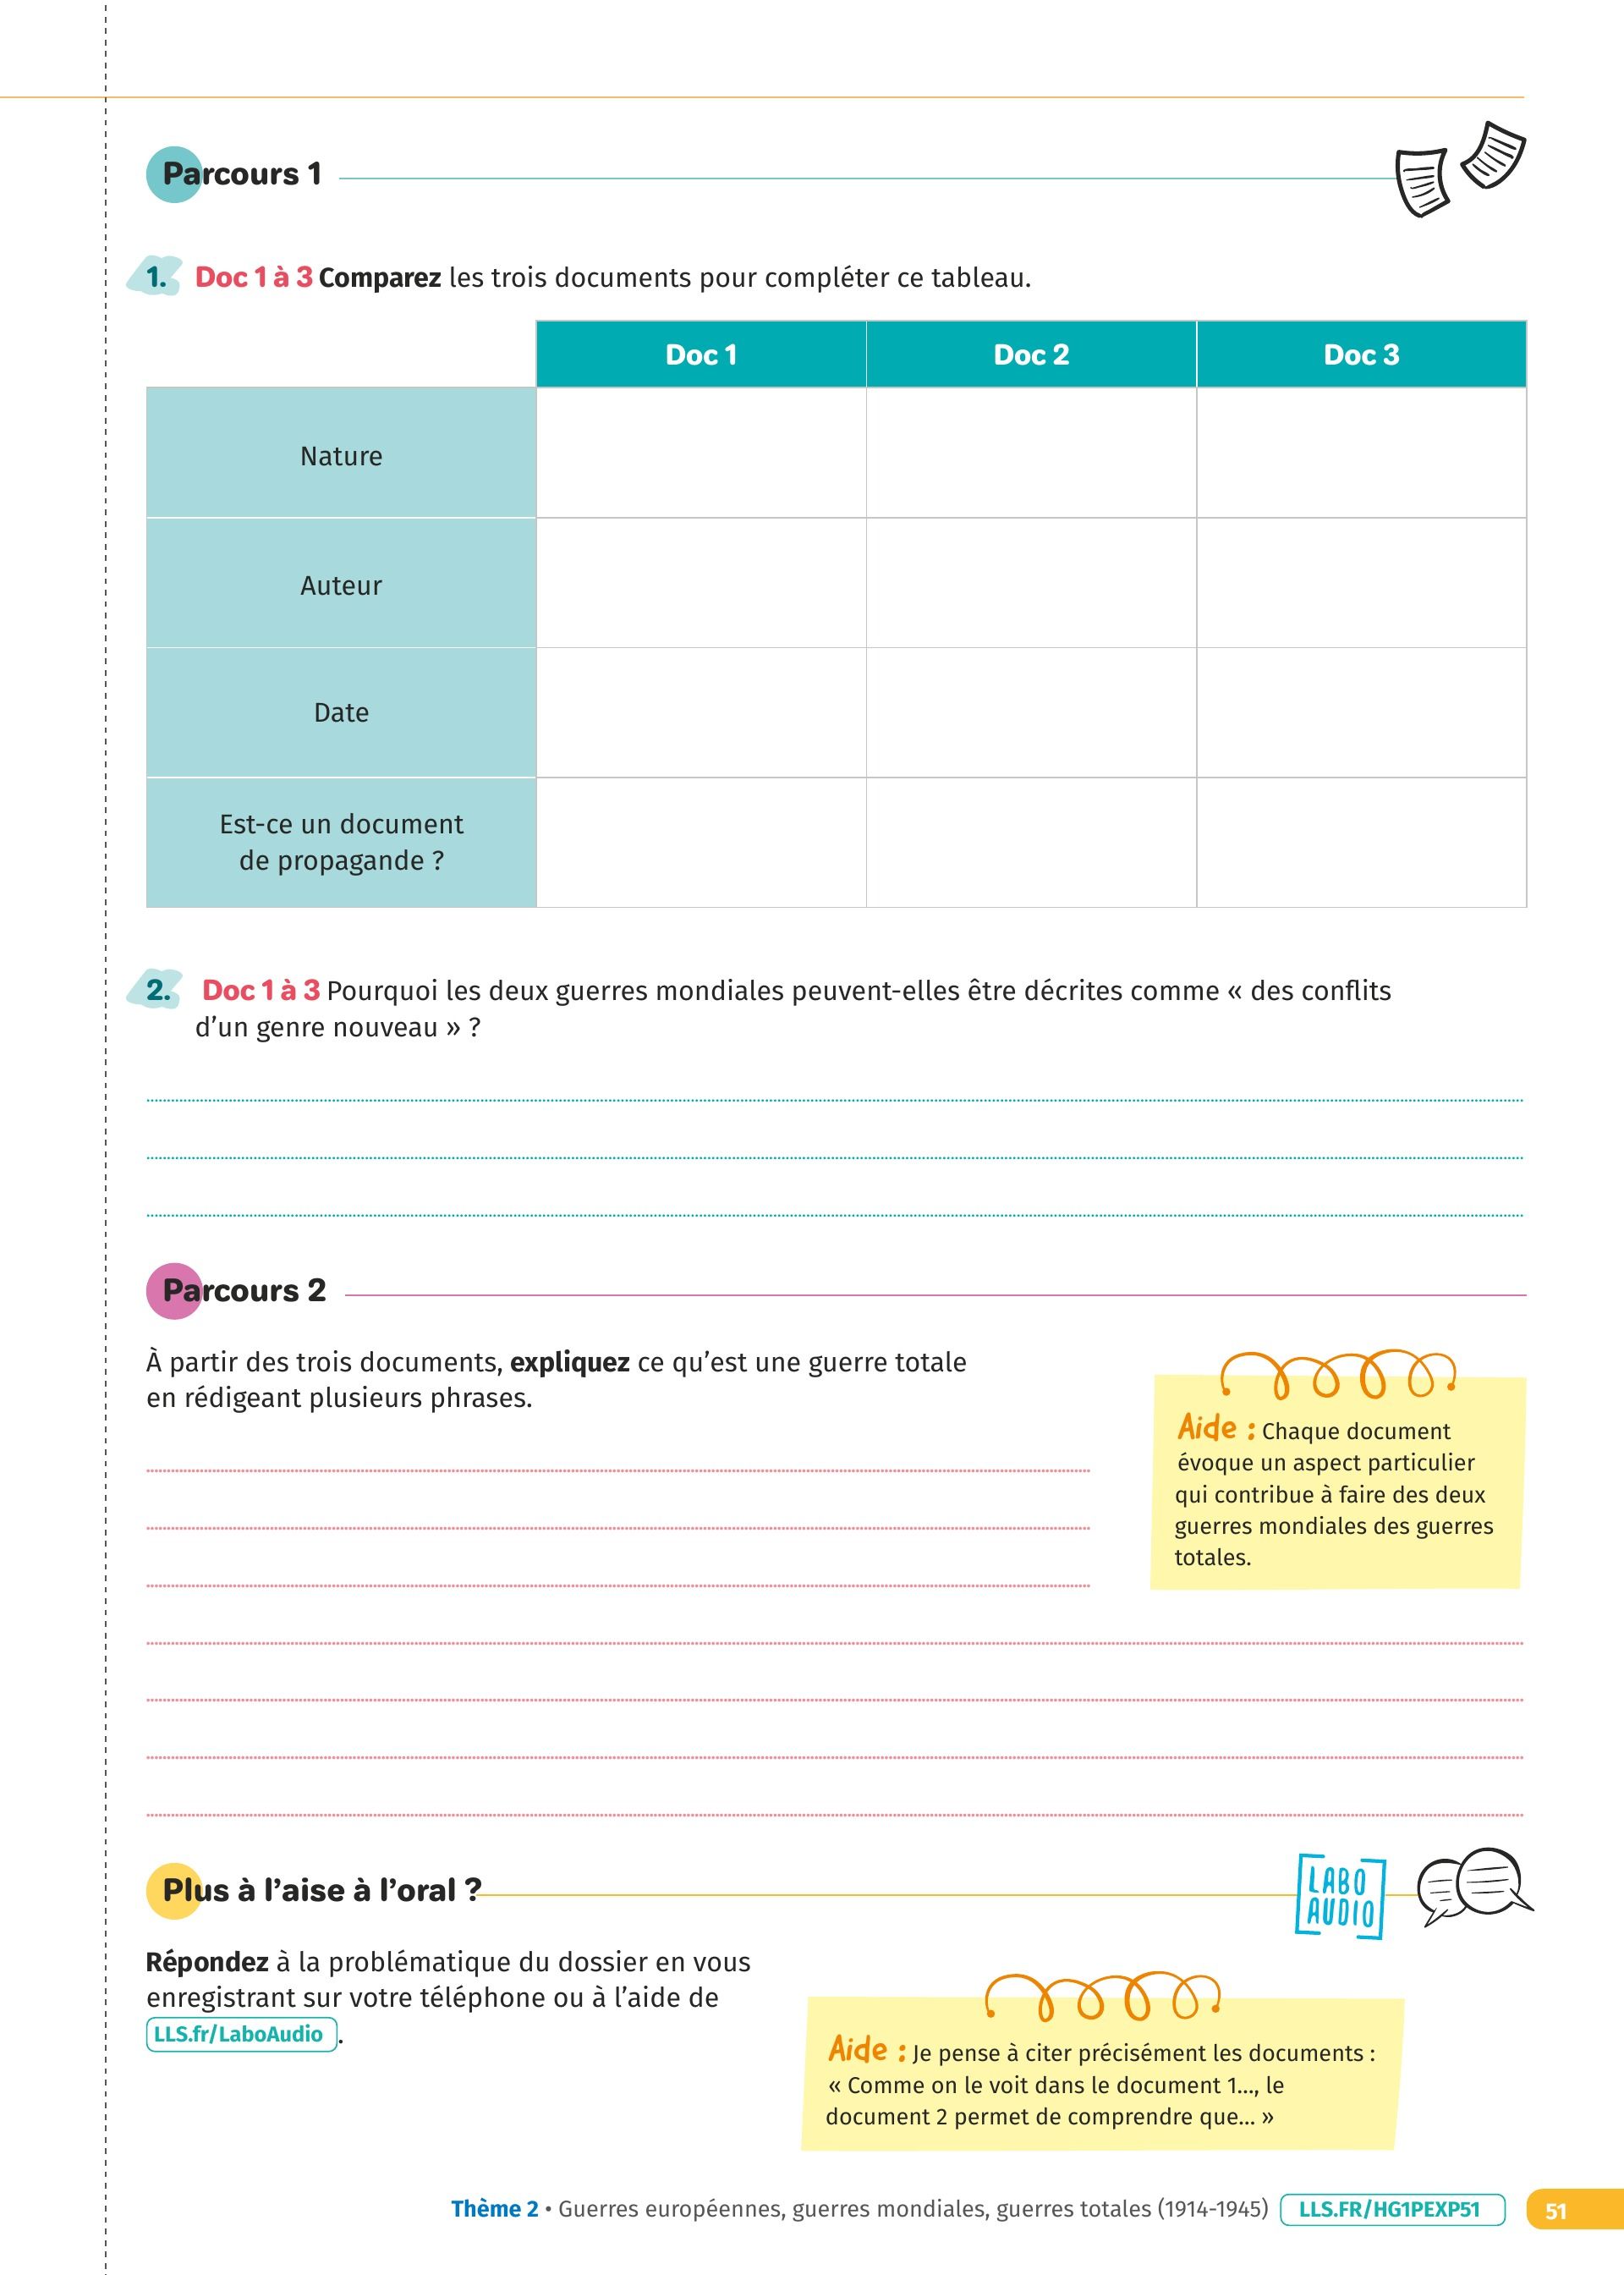 Parcours 1
1. Doc 1 à 3 Comparez les trois documents pour compléter ce tableau.
Doc 1 Doc 2 Doc 3
Nature
Auteur
Date
Est-ce un document
de propagande ?
2. Doc 1 à 3 Pourquoi les deux guerres mondiales peuvent-elles être décrites comme « des conflits
d’un genre nouveau » ?
Parcours 2
À partir des trois documents, expliquez ce qu’est une guerre totale
en rédigeant plusieurs phrases.
Aide : Chaque document
évoque un aspect particulier
qui contribue à faire des deux
guerres mondiales des guerres
totales.
Plus à l’aise à l’oral ?
LABO
AUDIO
Répondez à la problématique du dossier en vous
enregistrant sur votre téléphone ou à l’aide de
LLS.fr/LaboAudio .
Aide : Je pense à citer précisément les documents :
« Comme on le voit dans le document 1…, le
document 2 permet de comprendre que… »
Thème 2 • Guerres européennes, guerres mondiales, guerres totales (1914-1945) LLS.FR/HG1PEXP51 51